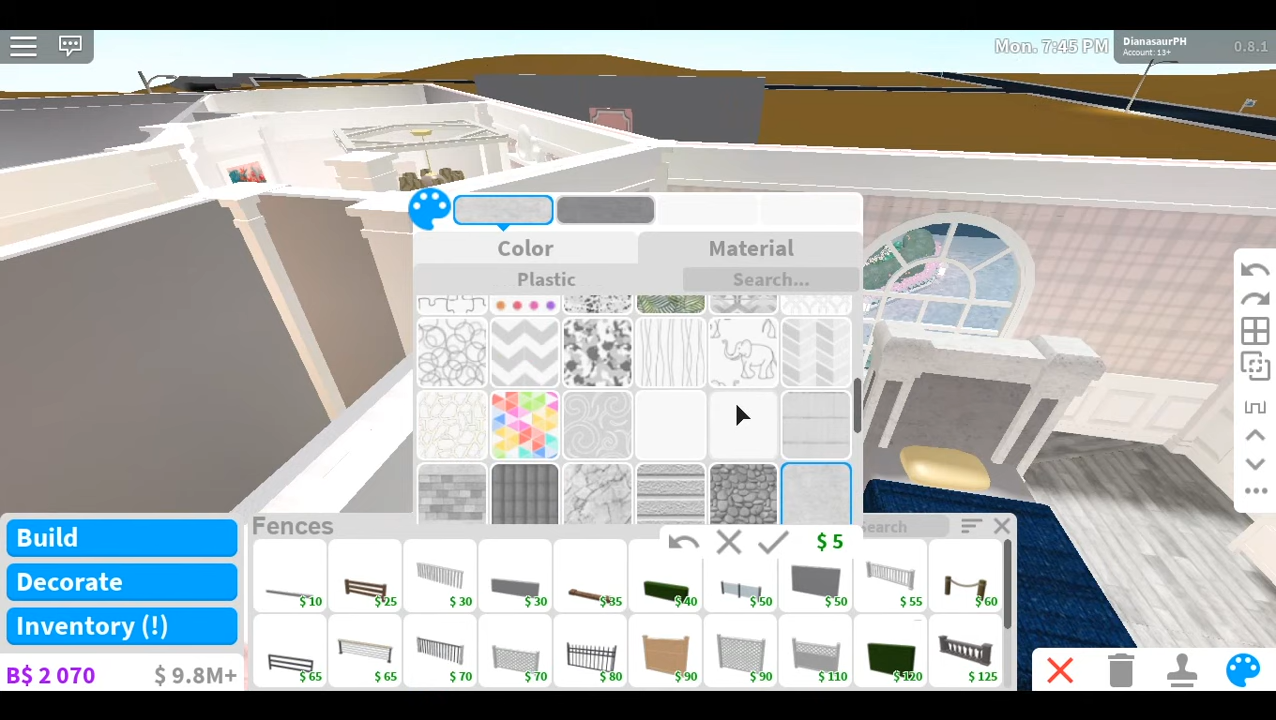 Mon. 7:45 PM
DianasaurPH
Account: 13+
0.8.1
Color
Material
Plastic
Search...
$ 5
Build
Decorate
Inventory (!)
B$ 2 070
$ 9.8M+
Fences
Search
$ 10
$ 25
$ 30
$ 30
$ 35
$ 40
$ 50
$ 50
$ 55
$ 60
$ 65
$ 65
$ 70
$ 70
$ 80
$ 90
$ 90
$ 110
$ 120
$ 125